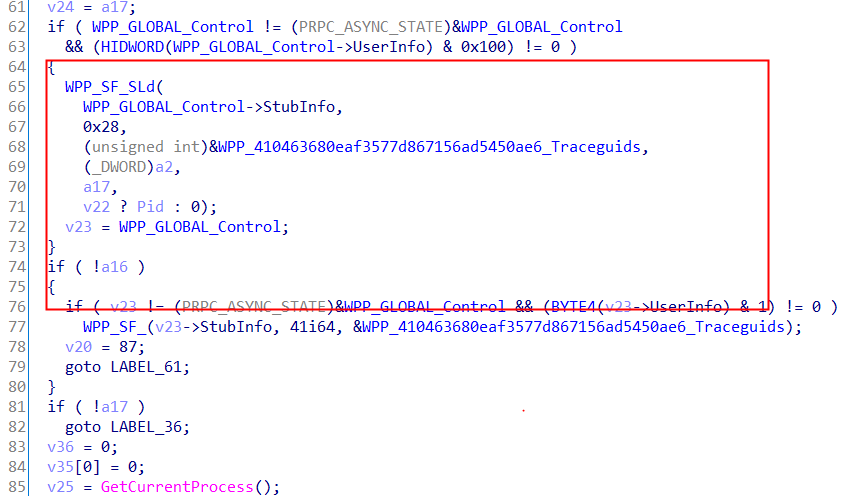 61 v24 = a17;
62 if ( WPP_GLOBAL_Control != (PRPC_ASYNC_STATE)&WPP_GLOBAL_Control
63 && (HIDWORD(WPP_GLOBAL_Control->UserInfo) & 0x100) != 0 )
64 {
65 WPP_SF_SLd(
66 WPP_GLOBAL_Control->StubInfo,
67 0x28,
68 (unsigned int)&WPP_410463680eaf3577d867156ad5450ae6_Traceguids,
69 (_DWORD)a2,
70 a17,
71 v22 ? Pid : 0);
72 v23 = WPP_GLOBAL_Control;
73 }
74 if ( !a16 )
75 {
76 if ( v23 != (PRPC_ASYNC_STATE)&WPP_GLOBAL_Control && (BYTE4(v23->UserInfo) & 1) != 0 )
77 WPP_SF_(v23->StubInfo, 41i64, &WPP_410463680eaf3577d867156ad5450ae6_Traceguids);
78 v20 = 87;
79 goto LABEL_61;
80 }
81 if ( !a17 )
82 goto LABEL_36;
83 v36 = 0;
84 v35[0] = 0;
85 v25 = GetCurrentProcess();